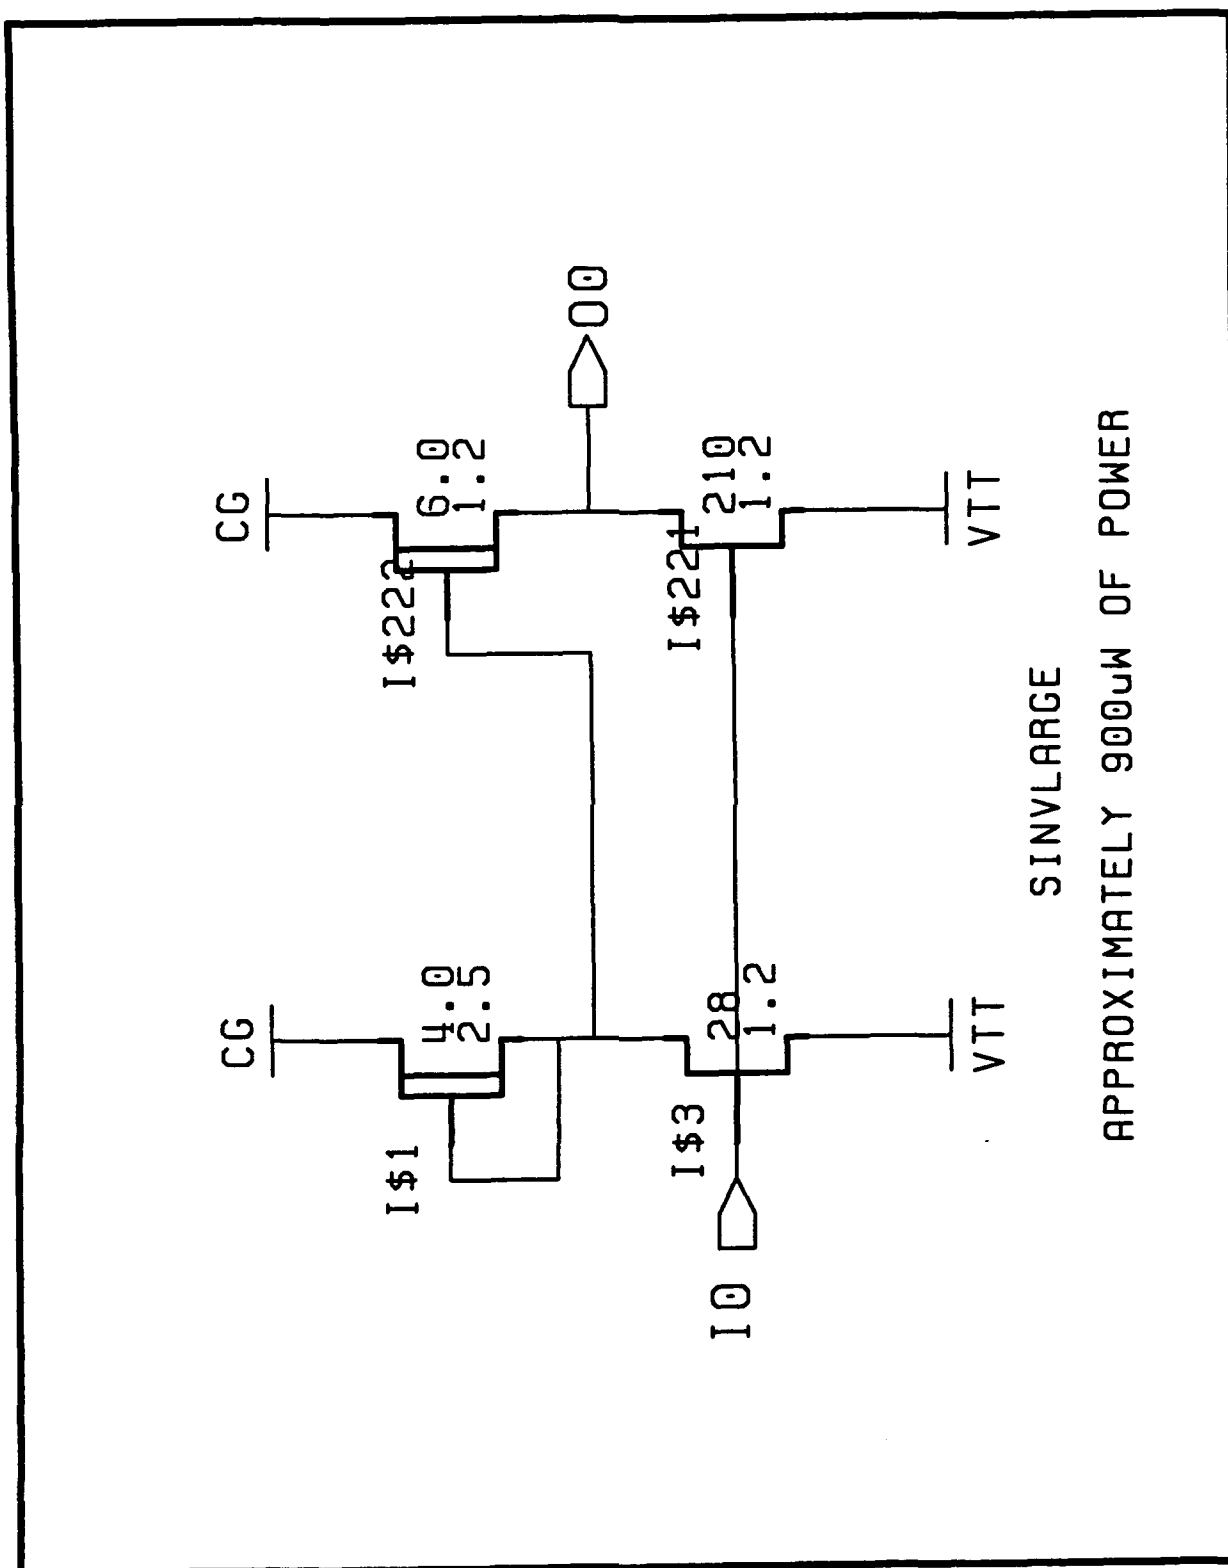 CG
CG
I$1
4.0
2.5
I$222
6.0
1.2
O0
I0
I$3
28
1.2
I$221
210
1.2
VTT
VTT
SINVLARGE
APPROXIMATELY 900uW OF POWER